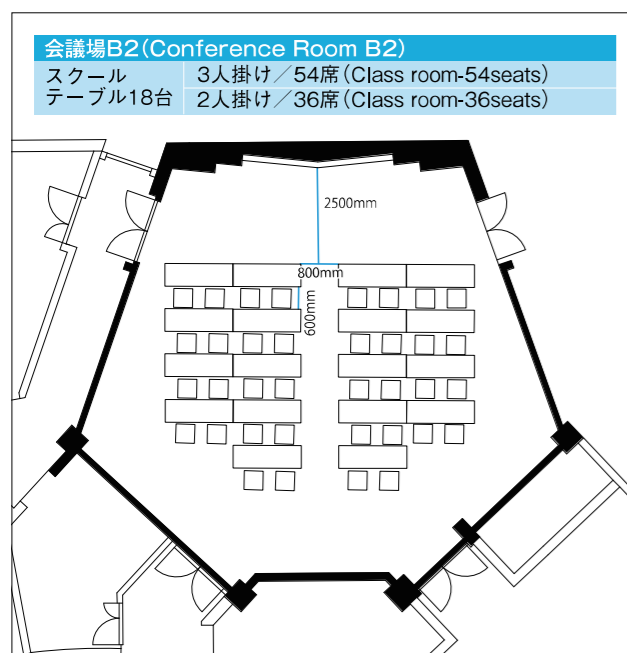 会議場B2(Conference Room B2)
スクール
テーブル18台
3人掛け／54席(Class room-54seats)
2人掛け／36席(Class room-36seats)
2500mm
800mm
600mm